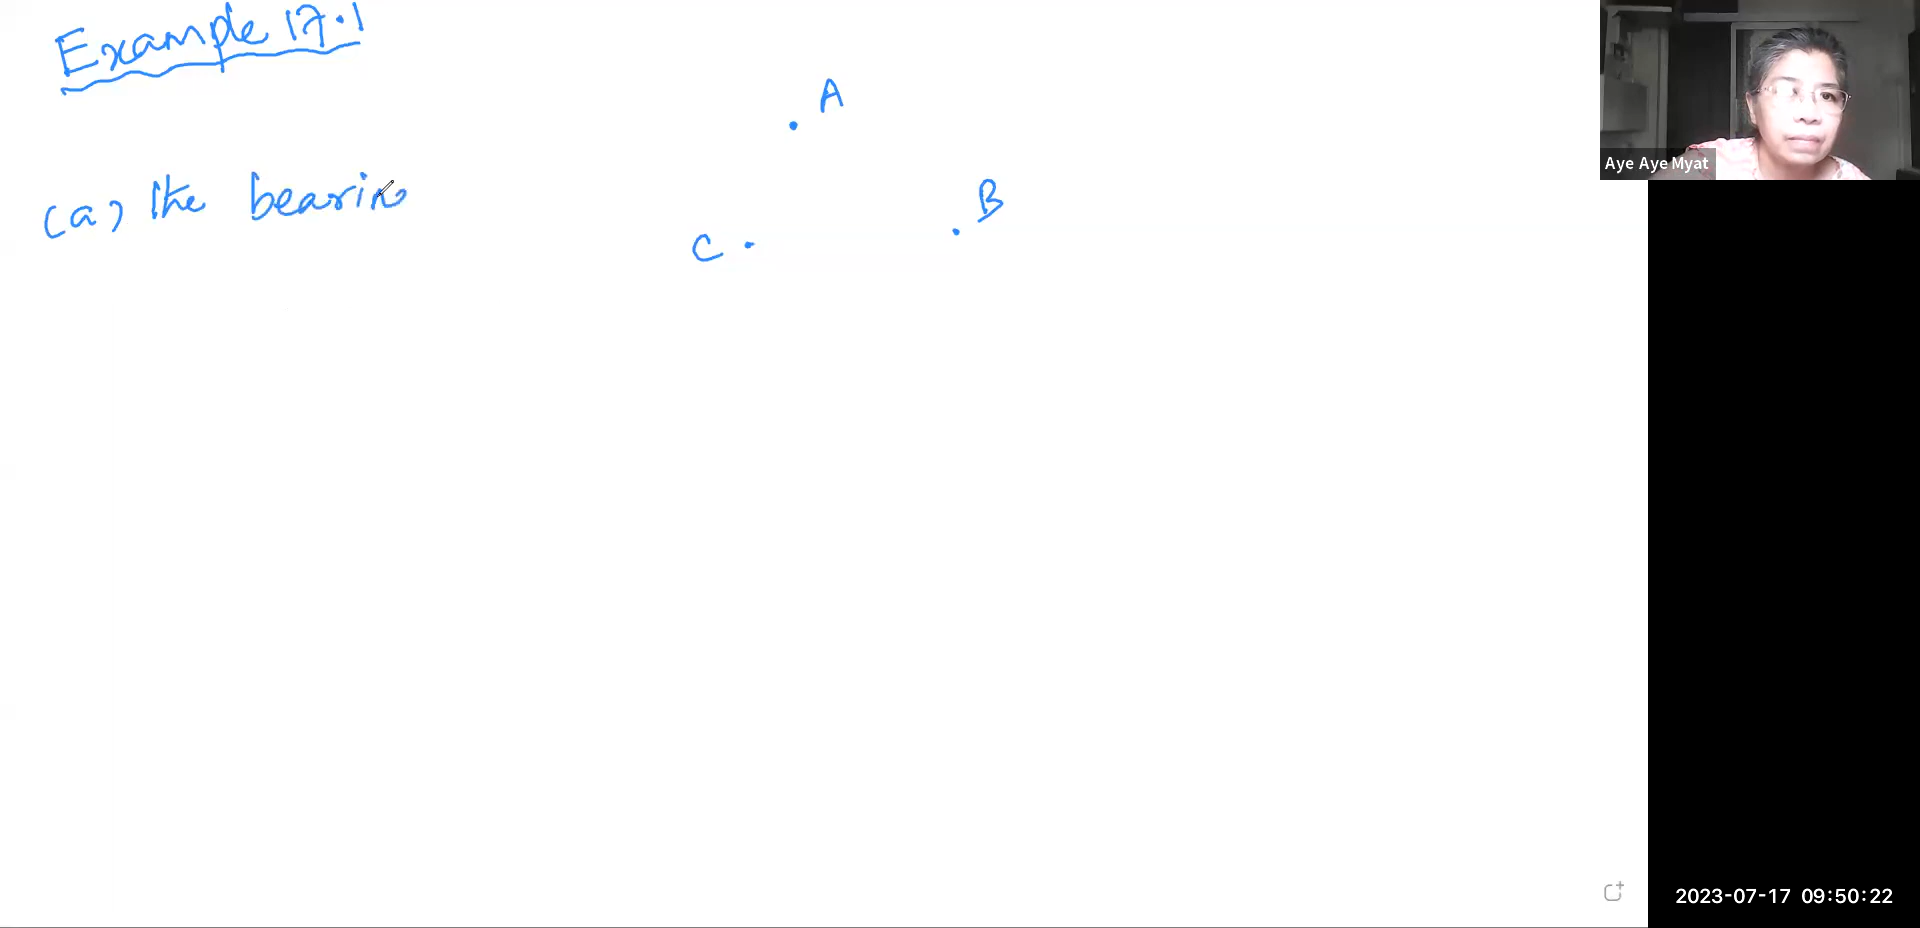 Example 17.1
A
(a) the bearin
B
C
Aye Aye Myat
2023-07-17 09:50:22